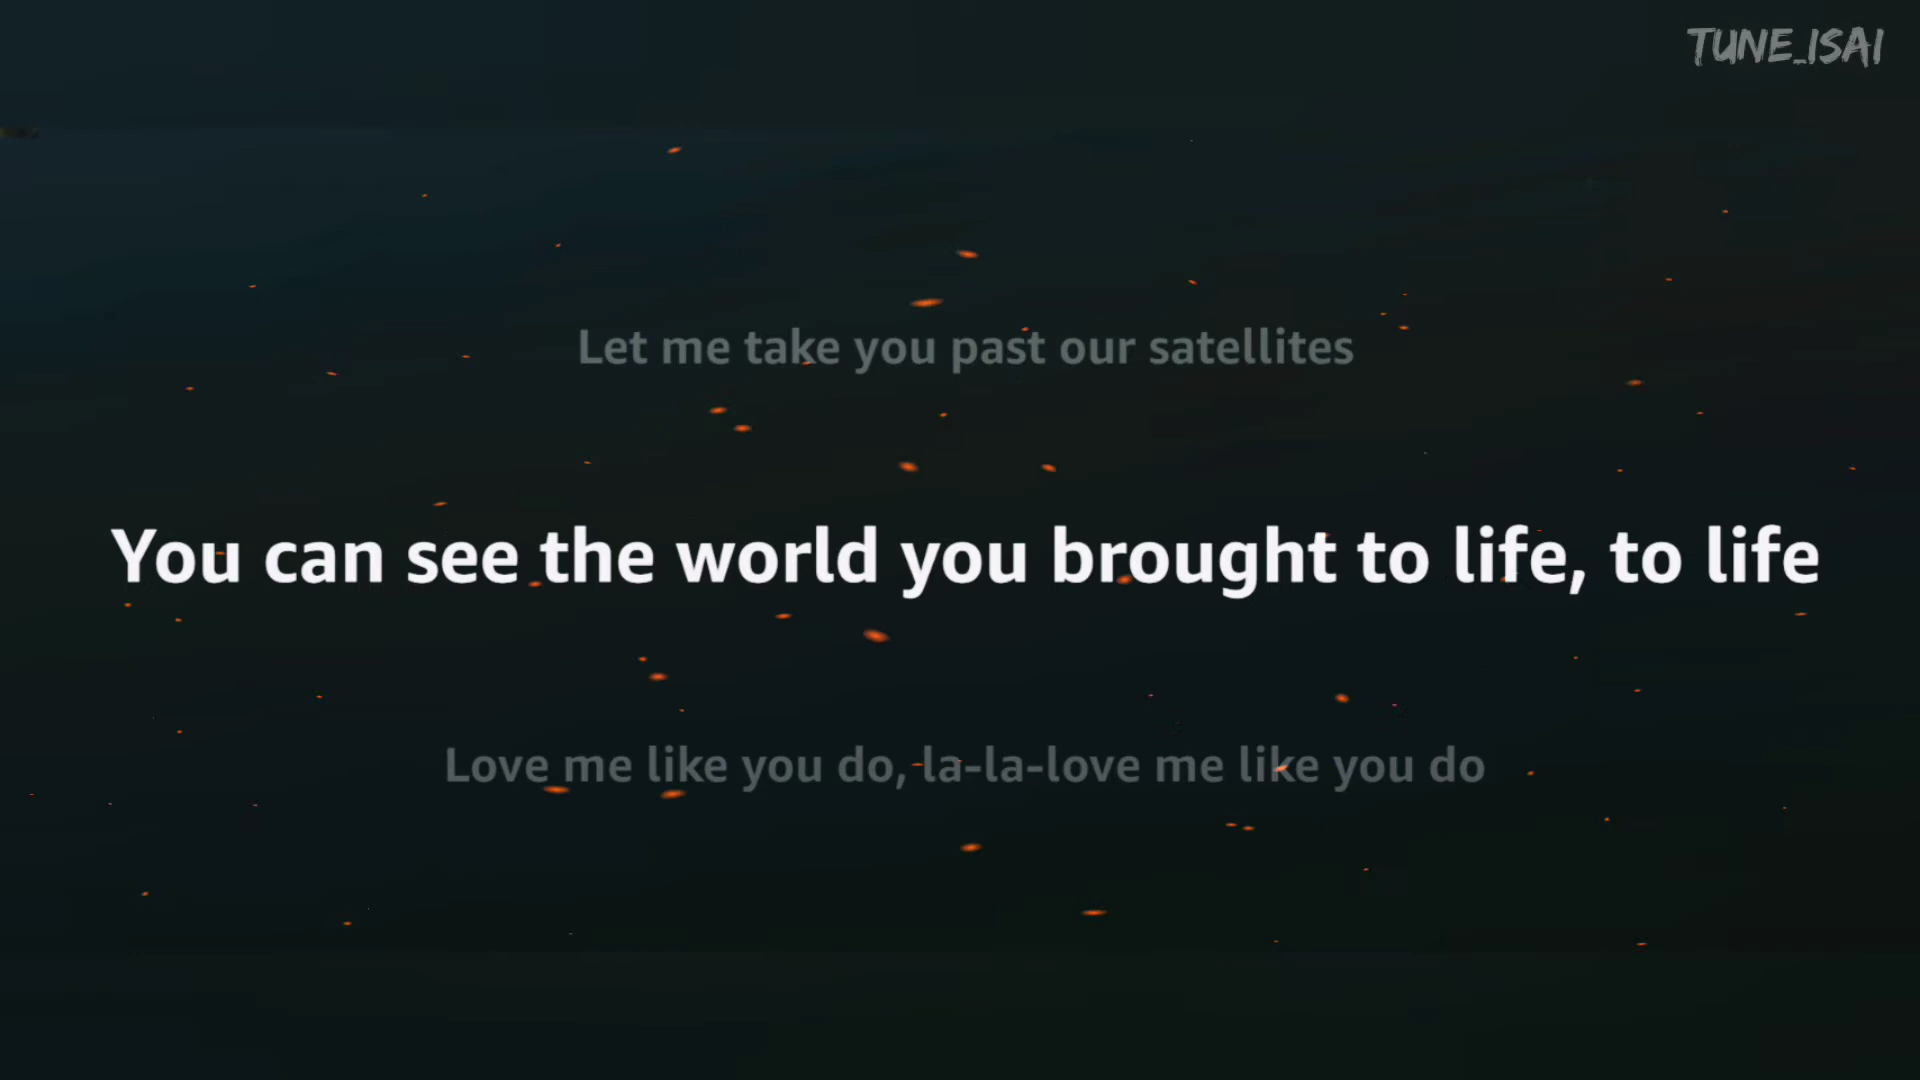 TUNE_ISAI
Let me take you past our satellites
You can see the world you brought to life, to life
Love me like you do, la-la-love me like you do